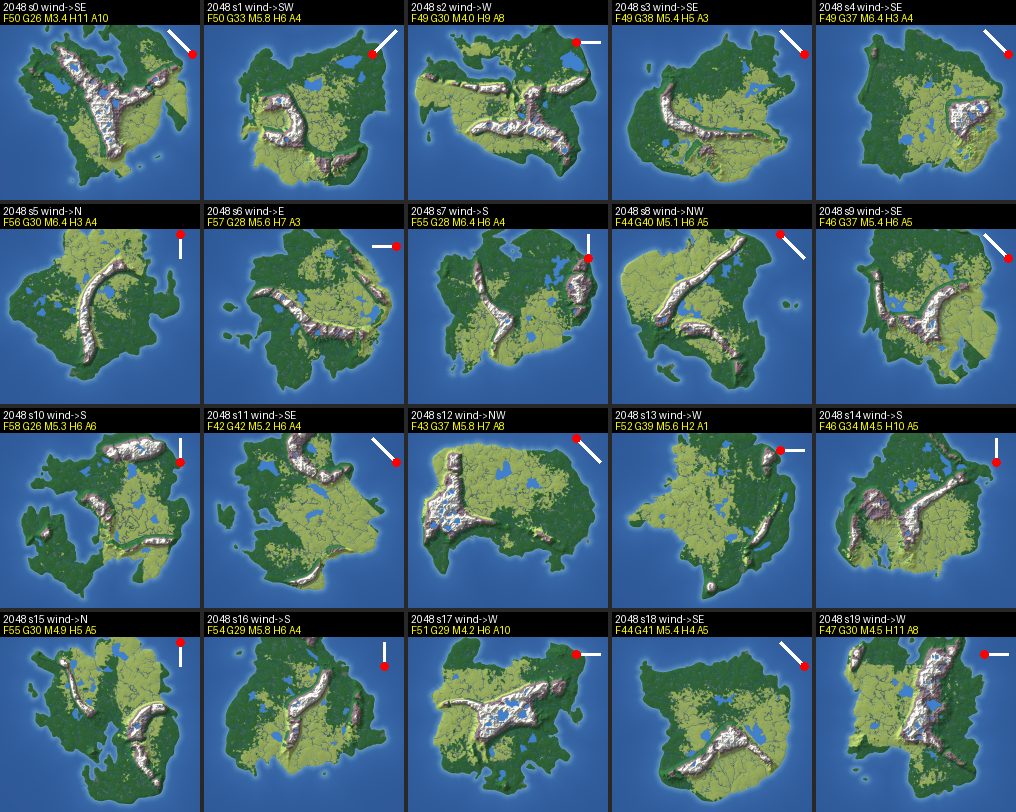 2048 s0 wind->SE
F50 G26 M3.4 H11 A10
2048 s1 wind->SW
F50 G33 M5.8 H6 A4
2048 s2 wind->W
F49 G30 M4.0 H9 A8
2048 s3 wind->SE
F49 G38 M5.4 H5 A3
2048 s4 wind->SE
F49 G37 M6.4 H3 A4
2048 s5 wind->N
F56 G30 M6.4 H3 A4
2048 s6 wind->E
F57 G28 M5.6 H7 A3
2048 s7 wind->S
F55 G28 M6.4 H6 A4
2048 s8 wind->NW
F44 G40 M5.1 H6 A5
2048 s9 wind->SE
F46 G37 M5.4 H6 A5
2048 s10 wind->S
F58 G26 M5.3 H6 A6
2048 s11 wind->SE
F42 G42 M5.2 H6 A4
2048 s12 wind->NW
F43 G37 M5.8 H7 A8
2048 s13 wind->W
F52 G39 M5.6 H2 A1
2048 s14 wind->S
F46 G34 M4.5 H10 A5
2048 s15 wind->N
F55 G30 M4.9 H5 A5
2048 s16 wind->S
F54 G29 M5.8 H6 A4
2048 s17 wind->W
F51 G29 M4.2 H6 A10
2048 s18 wind->SE
F44 G41 M5.4 H4 A5
2048 s19 wind->W
F47 G30 M4.5 H11 A8